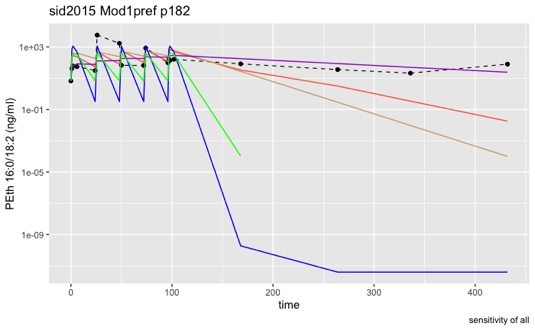 sid2015 Mod1pref p182
1e+03
1e-01
1e-05
1e-09
PEth 16:0/18:2 (ng/ml)
0
100
200
300
400
time
sensitivity of all